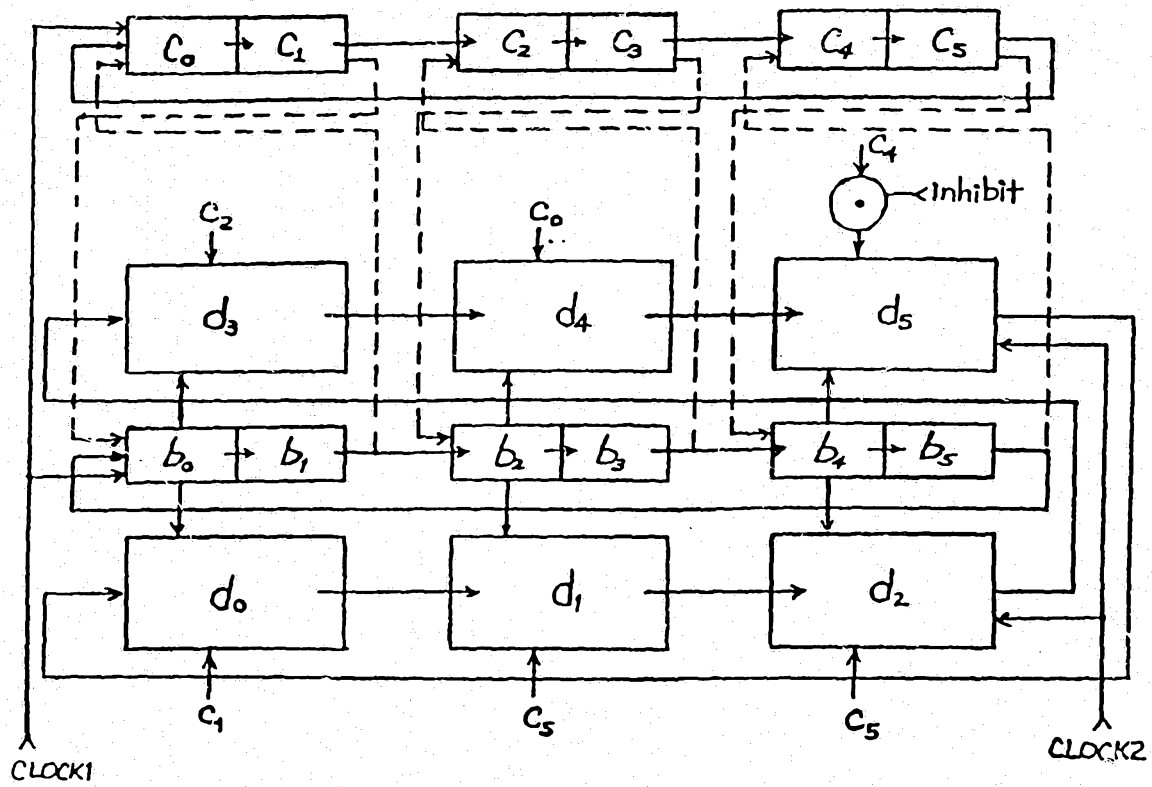 C₀ C₁ C₂ C₃ C₄ C₅
C₄
Inhibit
C₂ C₀
d₃ d₄ d₅
b₀ b₁ b₂ b₃ b₄ b₅
d₀ d₁ d₂
C₁ C₅ C₅
CLOCK1 CLOCK2